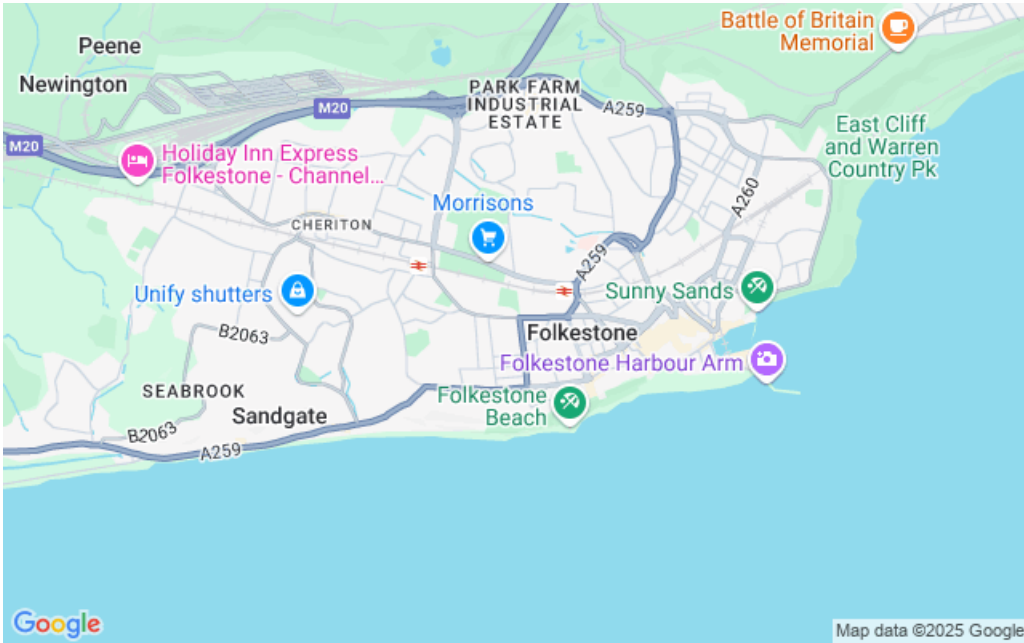 Battle of Britain
Memorial
Peene
Newington
PARK FARM
INDUSTRIAL
ESTATE
M20
A259
M20
East Cliff
and Warren
Country Pk
Holiday Inn Express
Folkestone - Channel...
A260
Morrisons
CHERITON
A259
Unify shutters
Sunny Sands
B2063
Folkestone
Folkestone Harbour Arm
SEABROOK
Folkestone
Beach
Sandgate
B2063
A259
Google
Map data ©2025 Google